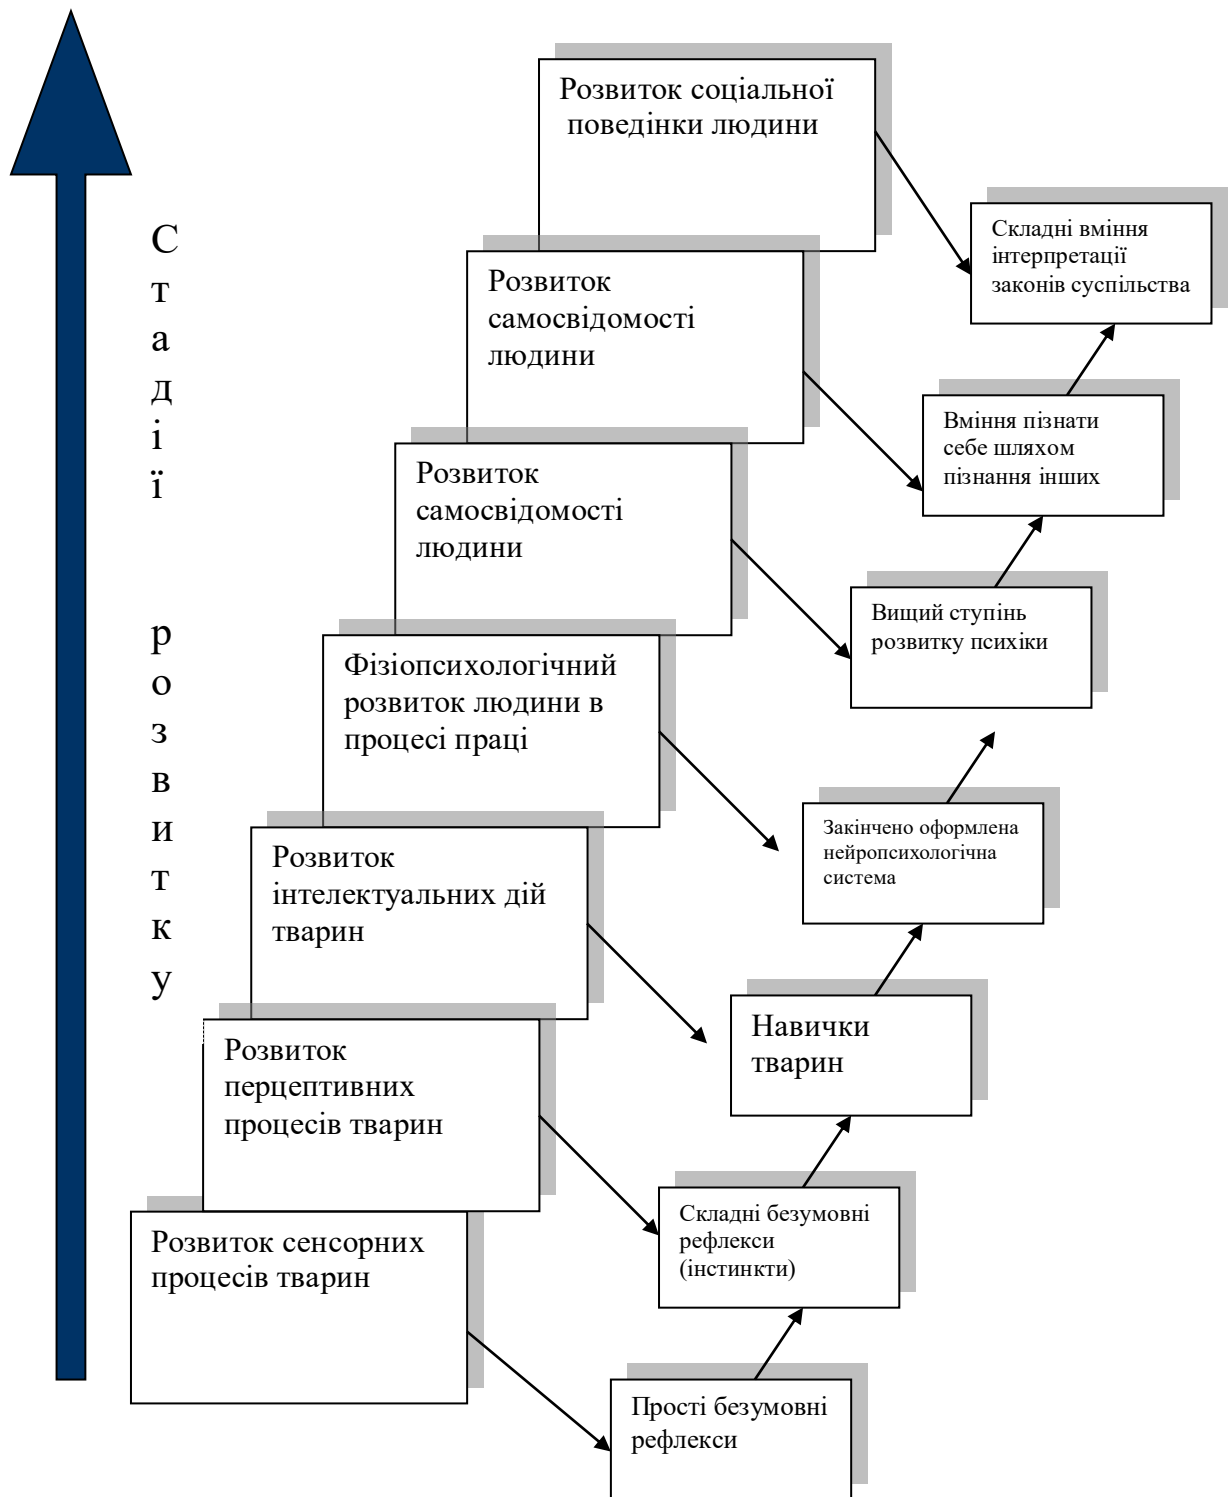 Стадії розвитку
Розвиток соціальної
поведінки людини
Складні вміння
інтерпретації
законів суспільства
Розвиток
самосвідомості
людини
Вміння пізнати
себе шляхом
пізнання інших
Розвиток
самосвідомості
людини
Вищий ступінь
розвитку психіки
Фізіопсихологічний
розвиток людини в
процесі праці
Закінчено оформлена
нейропсихологічна
система
Розвиток
інтелектуальних дій
тварин
Навички
тварин
Розвиток
перцептивних
процесів тварин
Складні безумовні
рефлекси
(інстинкти)
Розвиток сенсорних
процесів тварин
Прості безумовні
рефлекси